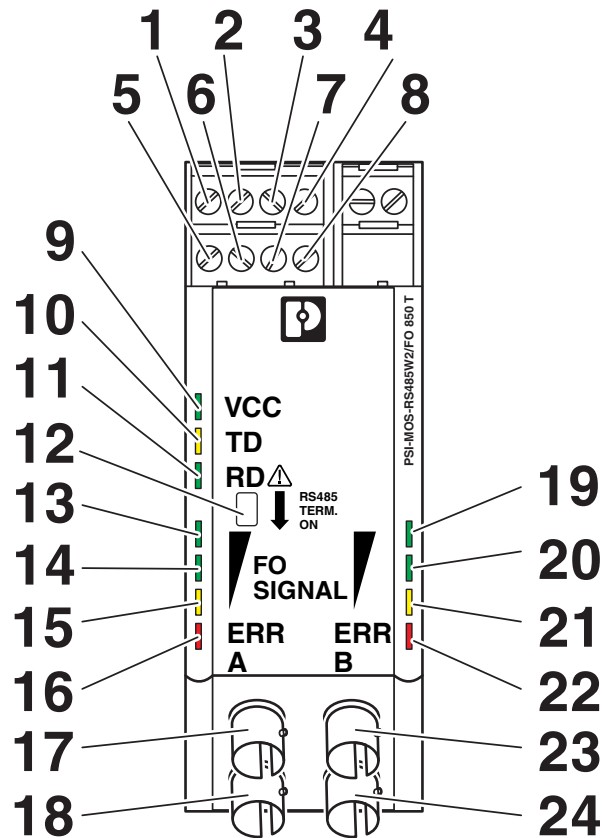 1 2 3 4
5 6 7 8
9
10
11
12
13
14
15
16
17
18
19
20
21
22
23
24
PSI-MOS-RS485W2/FO 850 T
VCC
TD
RD
RS485
TERM.
ON
FO
SIGNAL
ERR
A
ERR
B